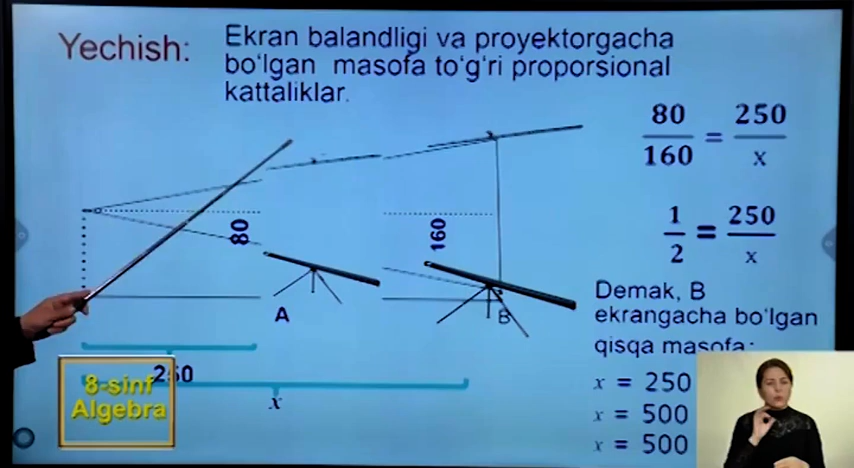 Yechish:
Ekran balandligi va proyektorgacha
bo'lgan masofa to'g'ri proporsional
kattaliklar.
80/160 = 250/x
1/2 = 250/x
80
160
A
B
Demak, B
ekrangacha bo'lgan
qisqa masofa:
x = 250
x = 500
x = 500
250
x
8-sinf
Algebra